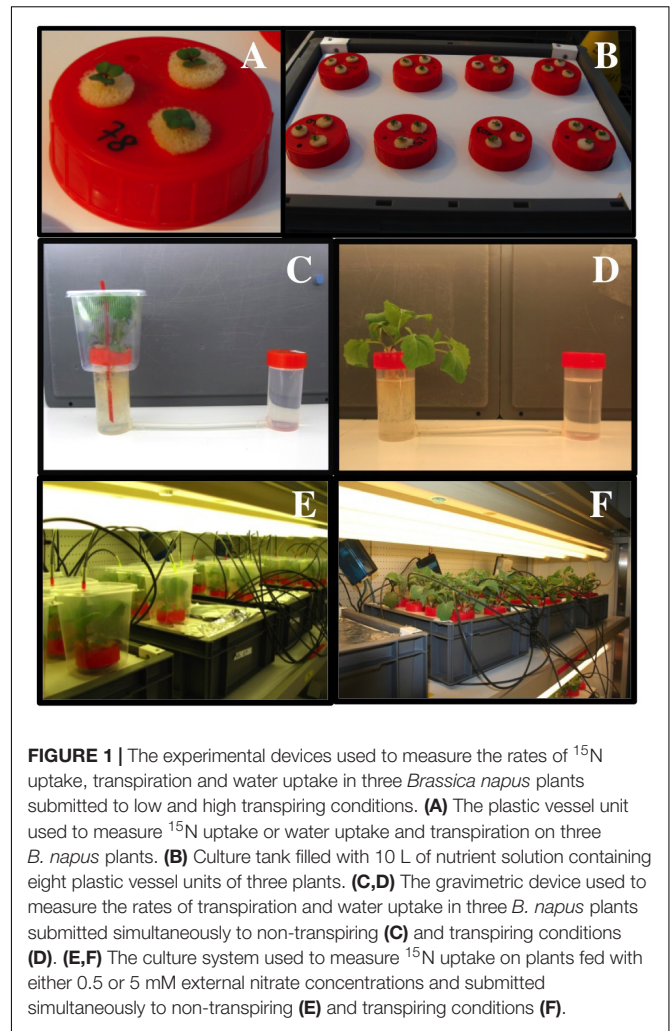 A
B
78
C
D
E
F
FIGURE 1 | The experimental devices used to measure the rates of ¹⁵N
uptake, transpiration and water uptake in three Brassica napus plants
submitted to low and high transpiring conditions. (A) The plastic vessel unit
used to measure ¹⁵N uptake or water uptake and transpiration on three
B. napus plants. (B) Culture tank filled with 10 L of nutrient solution containing
eight plastic vessel units of three plants. (C,D) The gravimetric device used to
measure the rates of transpiration and water uptake in three B. napus plants
submitted simultaneously to non-transpiring (C) and transpiring conditions
(D). (E,F) The culture system used to measure ¹⁵N uptake on plants fed with
either 0.5 or 5 mM external nitrate concentrations and submitted
simultaneously to non-transpiring (E) and transpiring conditions (F).